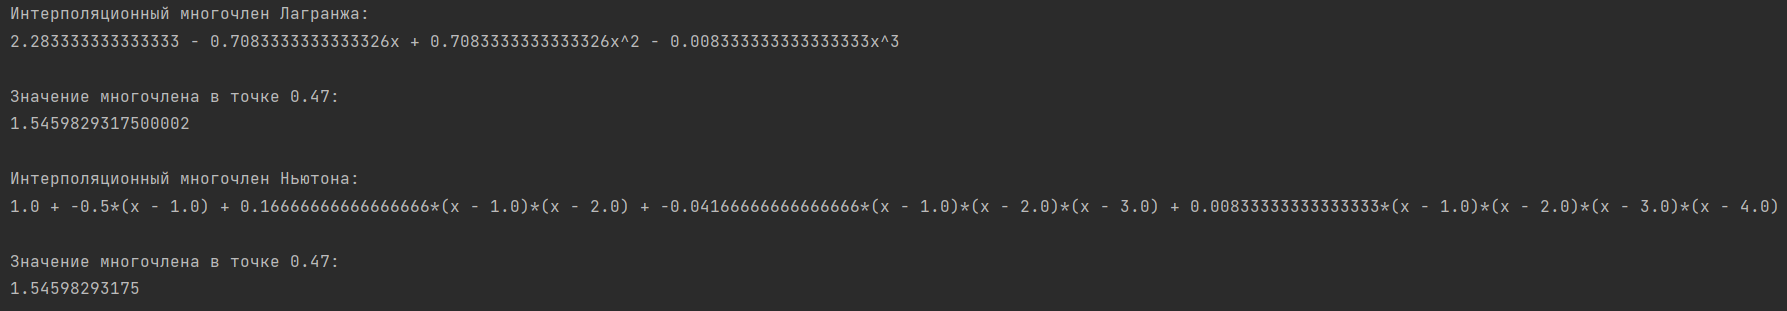 Интерполяционный многочлен Лагранжа:
2.283333333333333 - 0.7083333333333326x + 0.7083333333333326x^2 - 0.008333333333333333x^3
Значение многочлена в точке 0.47:
1.5459829317500002
Интерполяционный многочлен Ньютона:
1.0 + -0.5*(x - 1.0) + 0.16666666666666666*(x - 1.0)*(x - 2.0) + -0.04166666666666666*(x - 1.0)*(x - 2.0)*(x - 3.0) + 0.00833333333333333*(x - 1.0)*(x - 2.0)*(x - 3.0)*(x - 4.0)
Значение многочлена в точке 0.47:
1.54598293175